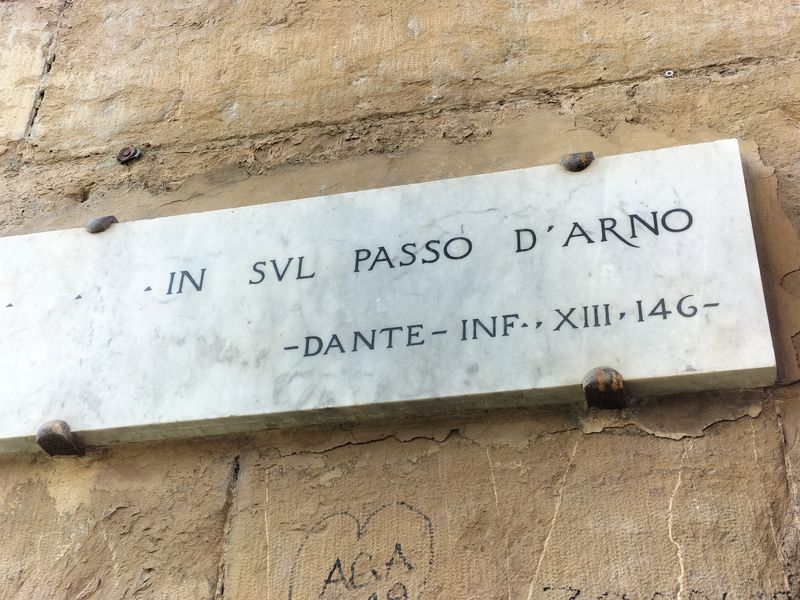 . . . IN SVL PASSO D'ARNO
-DANTE- INF., XIII, 146-
AGA